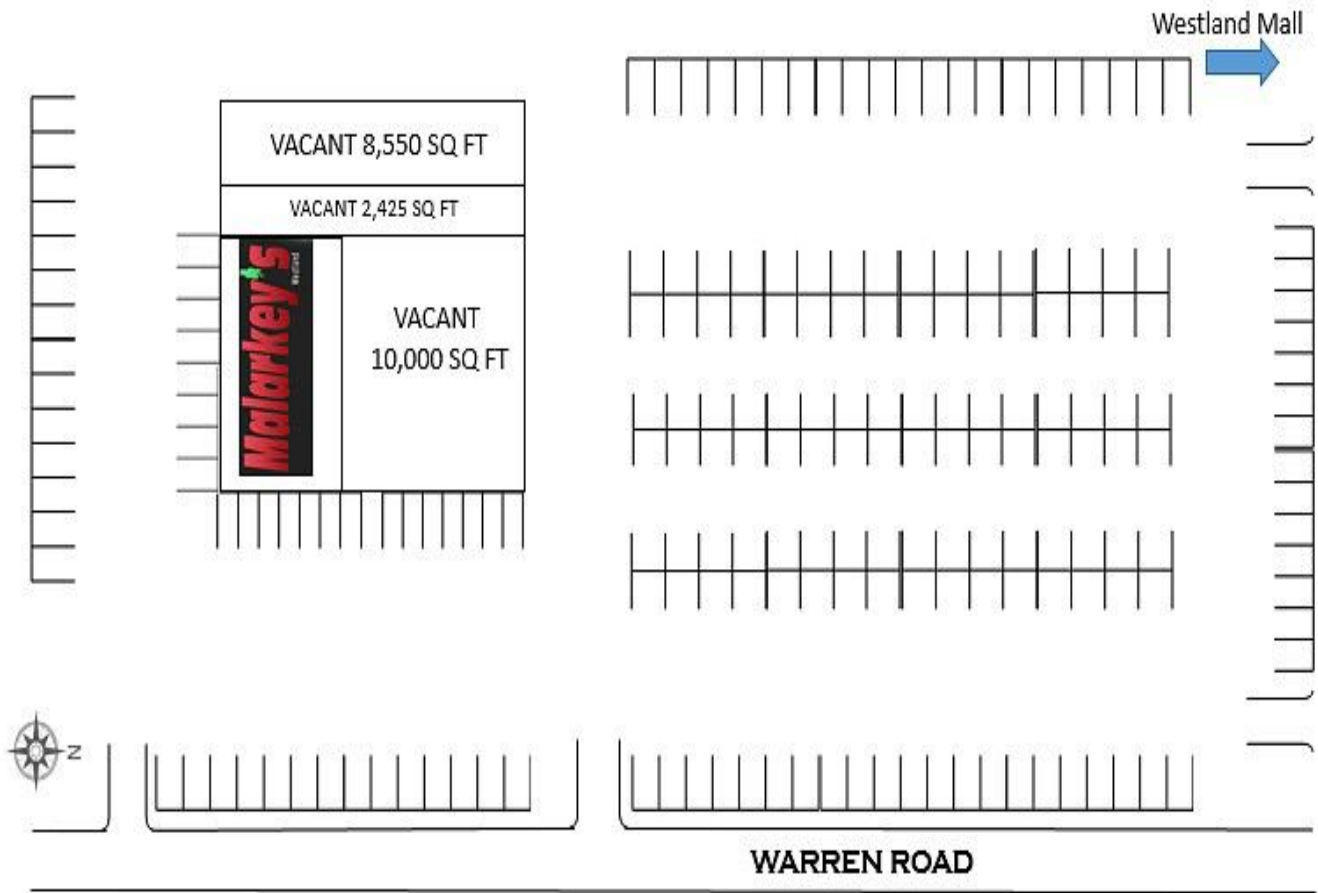 Westland Mall
VACANT 8,550 SQ FT
VACANT 2,425 SQ FT
Malarkey's
Westland
VACANT
10,000 SQ FT
N
WARREN ROAD